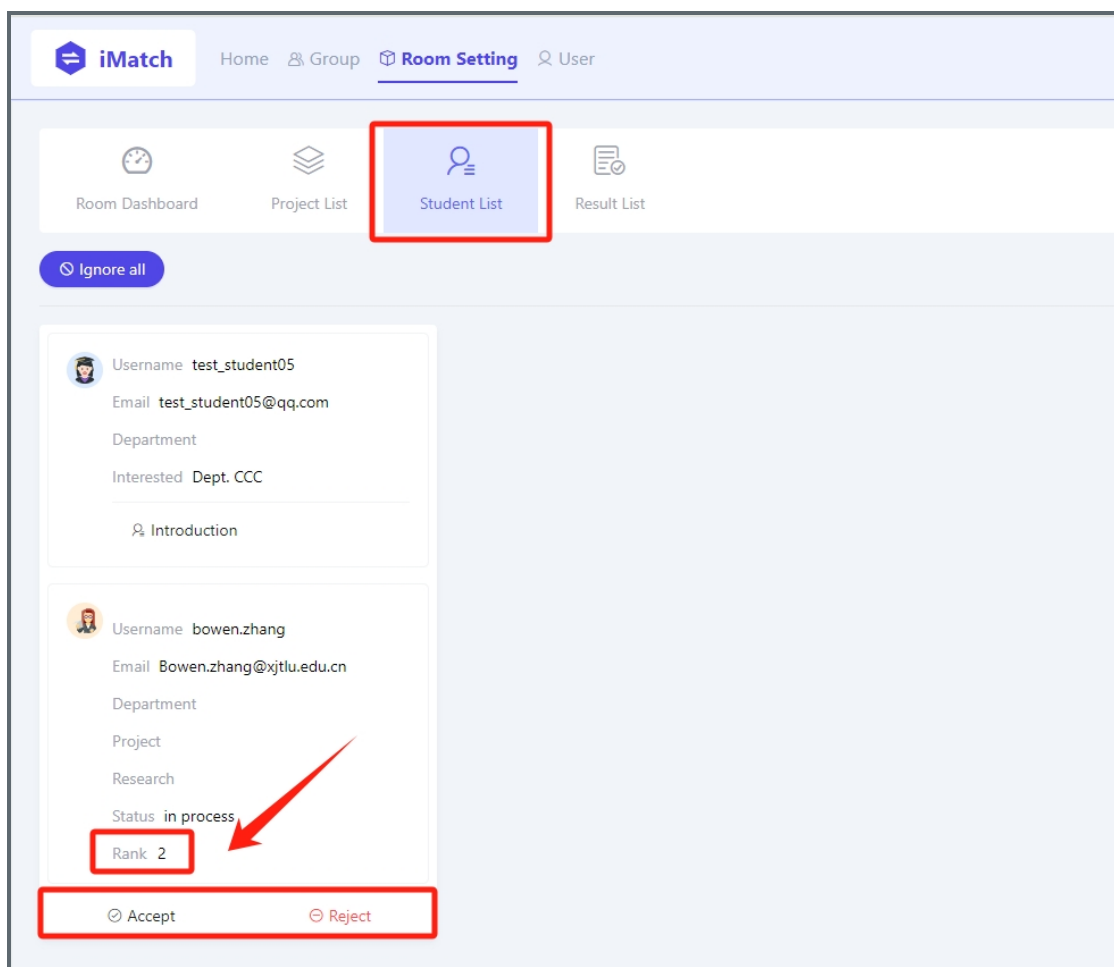 iMatch Home Group Room Setting User
Room Dashboard Project List Student List Result List
Ignore all
Username test_student05
Email test_student05@qq.com
Department
Interested Dept. CCC
Introduction
Username bowen.zhang
Email Bowen.zhang@xjtlu.edu.cn
Department
Project
Research
Status in process
Rank 2
Accept Reject